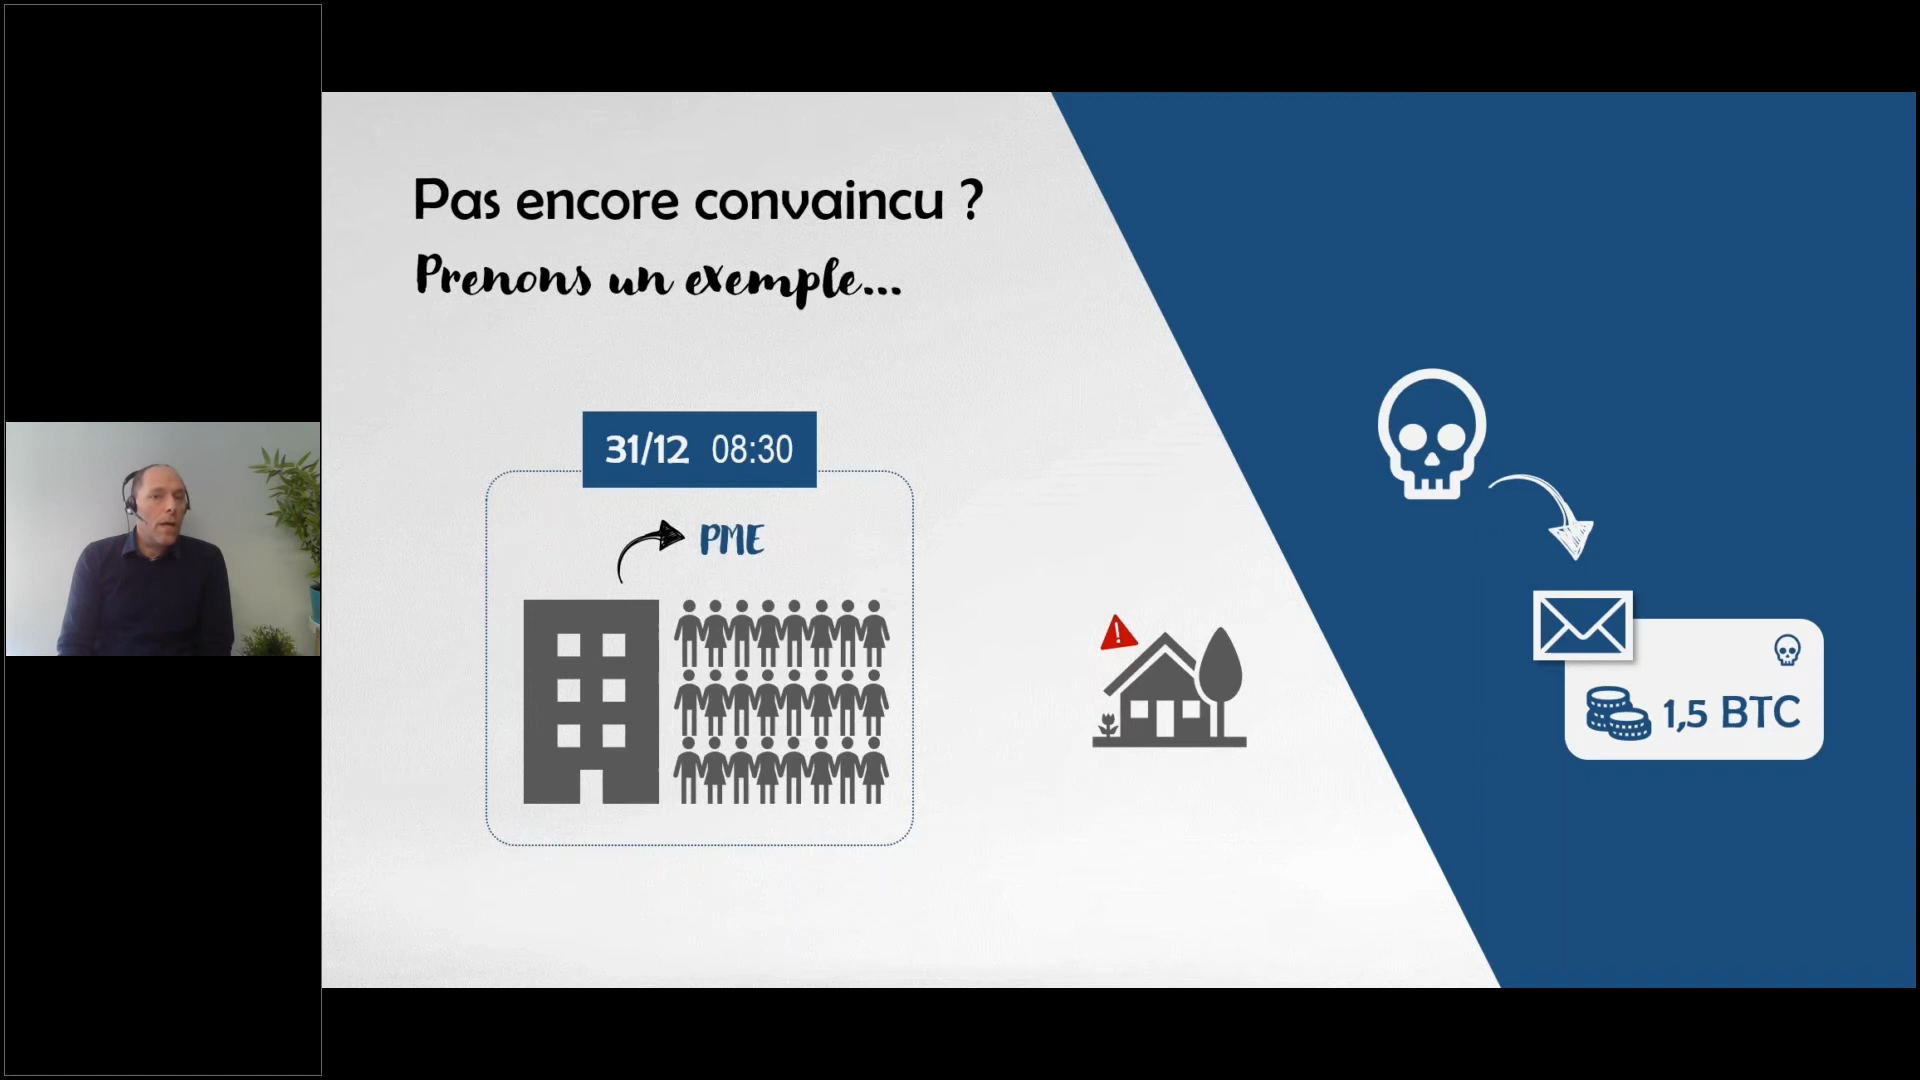 Pas encore convaincu ?
Prenons un exemple...
31/12 08:30
PME
1,5 BTC